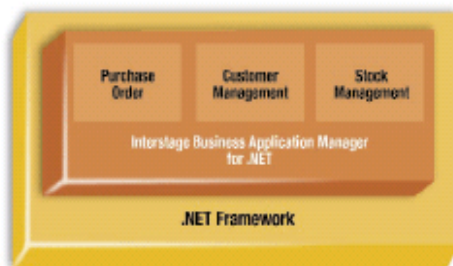 Purchase
Order
Customer
Management
Stock
Management
Interstage Business Application Manager
for .NET
.NET Framework